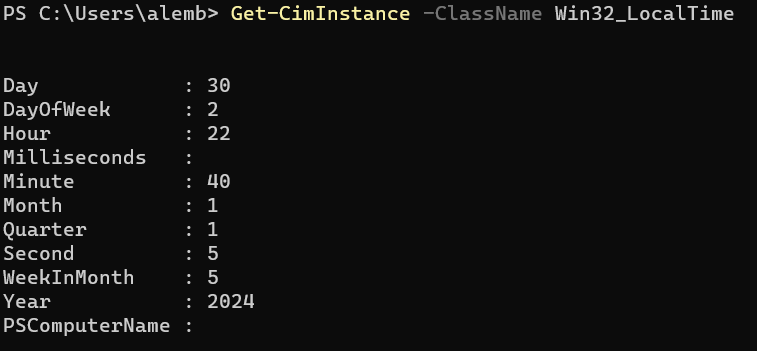 PS C:\Users\alemb> Get-CimInstance -ClassName Win32_LocalTime
Day            : 30
DayOfWeek      : 2
Hour           : 22
Milliseconds   :
Minute         : 40
Month          : 1
Quarter        : 1
Second         : 5
WeekInMonth    : 5
Year           : 2024
PSComputerName :